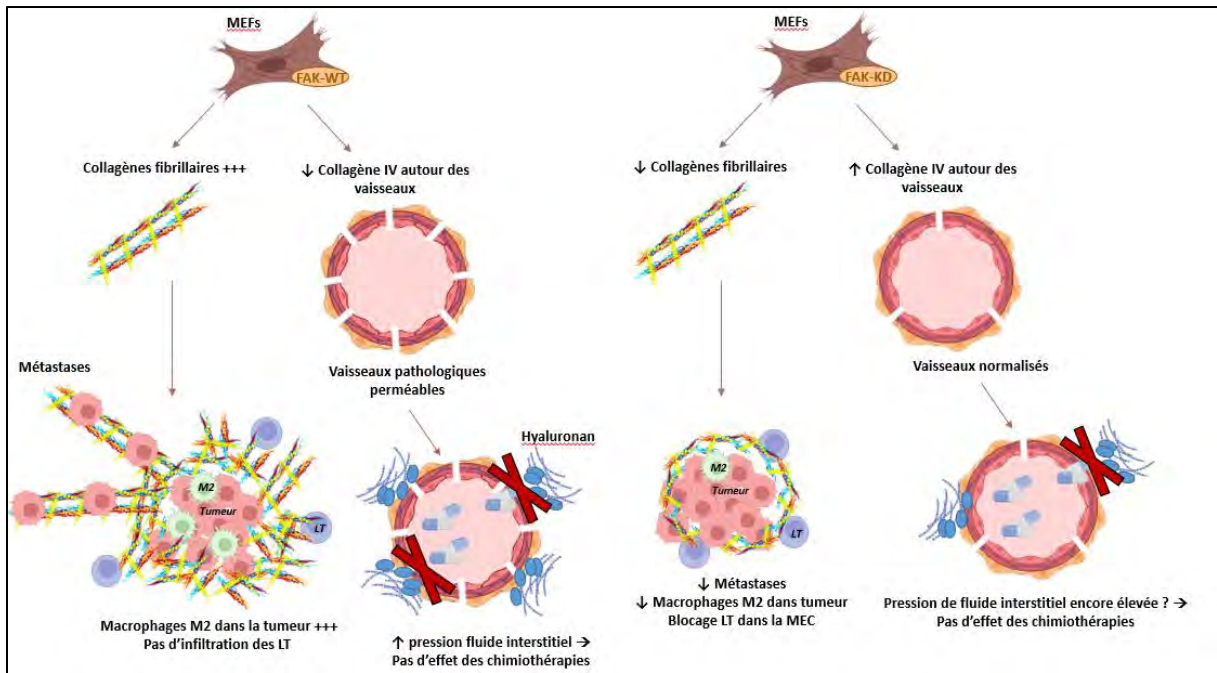 MEFs
FAK-WT
Collagènes fibrillaires +++
↓ Collagène IV autour des
vaisseaux
Vaisseaux pathologiques
perméables
Métastases
M2
Tumeur
LT
Hyaluronan
Macrophages M2 dans la tumeur +++
Pas d'infiltration des LT
↑ pression fluide interstitiel →
Pas d'effet des chimiothérapies
MEFs
FAK-KD
↓ Collagènes fibrillaires
↑ Collagène IV autour des
vaisseaux
Vaisseaux normalisés
M2
Tumeur
LT
↓ Métastases
↓ Macrophages M2 dans tumeur
Blocage LT dans la MEC
Pression de fluide interstitiel encore élevée ? →
Pas d'effet des chimiothérapies